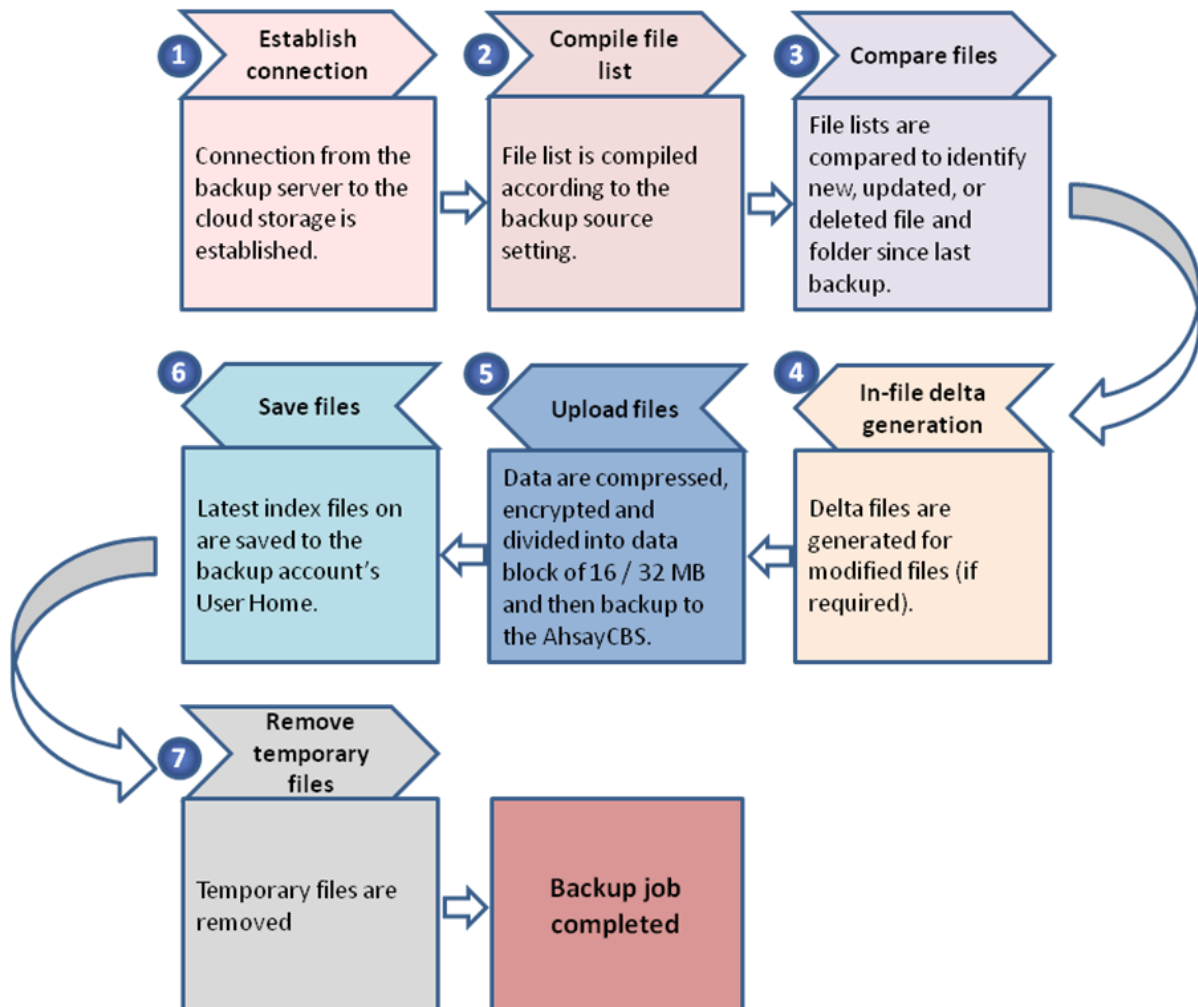 1
Establish
connection
Connection from the
backup server to the
cloud storage is
established.
2
Compile file
list
File list is compiled
according to the
backup source
setting.
3
Compare files
File lists are
compared to identify
new, updated, or
deleted file and
folder since last
backup.
4
In-file delta
generation
Delta files are
generated for
modified files (if
required).
5
Upload files
Data are compressed,
encrypted and
divided into data
block of 16 / 32 MB
and then backup to
the AhsayCBS.
6
Save files
Latest index files on
are saved to the
backup account’s
User Home.
7
Remove
temporary
files
Temporary files are
removed
Backup job
completed